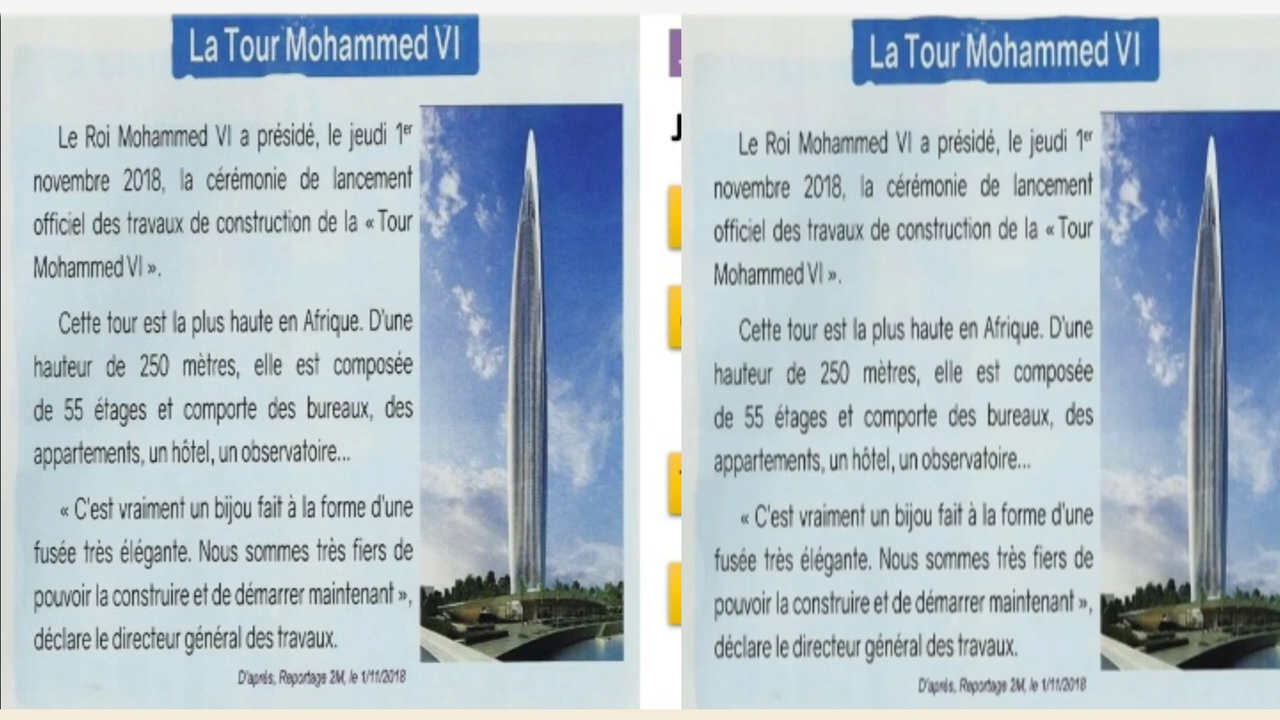 La Tour Mohammed VI
Le Roi Mohammed VI a présidé, le jeudi 1er
novembre 2018, la cérémonie de lancement
officiel des travaux de construction de la « Tour
Mohammed VI ».
Cette tour est la plus haute en Afrique. D'une
hauteur de 250 mètres, elle est composée
de 55 étages et comporte des bureaux, des
appartements, un hôtel, un observatoire...
« C'est vraiment un bijou fait à la forme d'une
fusée très élégante. Nous sommes très fiers de
pouvoir la construire et de démarrer maintenant »,
déclare le directeur général des travaux.
D'après, Reportage 2M, le 1/11/2018
La Tour Mohammed VI
Le Roi Mohammed VI a présidé, le jeudi 1er
novembre 2018, la cérémonie de lancement
officiel des travaux de construction de la « Tour
Mohammed VI ».
Cette tour est la plus haute en Afrique. D'une
hauteur de 250 mètres, elle est composée
de 55 étages et comporte des bureaux, des
appartements, un hôtel, un observatoire...
« C'est vraiment un bijou fait à la forme d'une
fusée très élégante. Nous sommes très fiers de
pouvoir la construire et de démarrer maintenant »,
déclare le directeur général des travaux.
D'après, Reportage 2M, le 1/11/2018